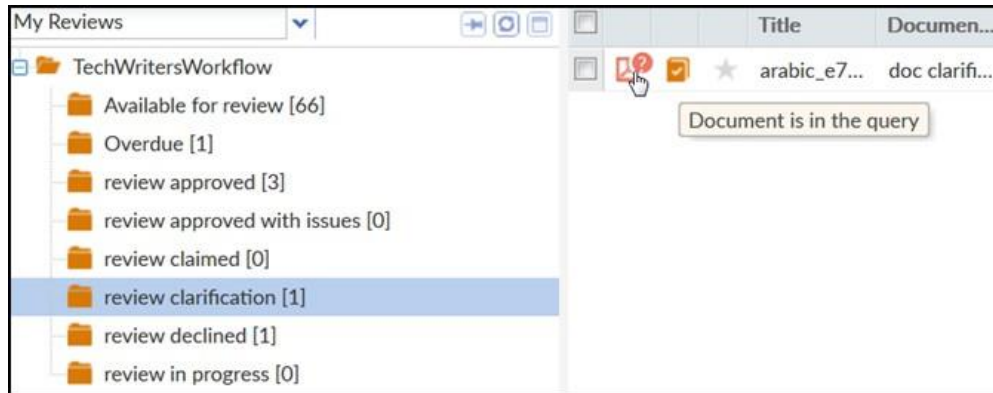 My Reviews
TechWritersWorkflow
Available for review [66]
Overdue [1]
review approved [3]
review approved with issues [0]
review claimed [0]
review clarification [1]
review declined [1]
review in progress [0]
Title Documen...
arabic_e7... doc clarifi...
Document is in the query